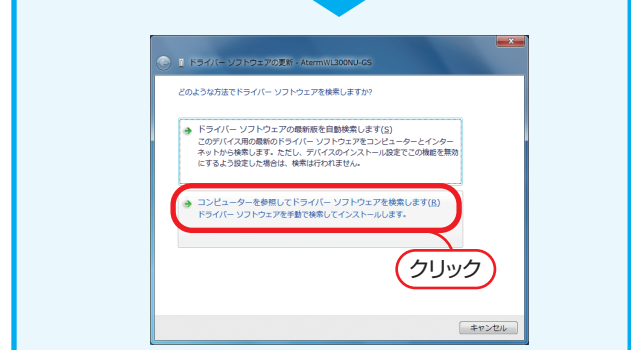 ドライバー ソフトウェアの更新 - AtermWL300NU-GS
どのような方法でドライバー ソフトウェアを検索しますか?
ドライバー ソフトウェアの最新版を自動検索します(S)
このデバイス用の最新のドライバー ソフトウェアをコンピューターとインター
ネットから検索します。ただし、デバイスのインストール設定でこの機能を無効
にするよう設定した場合は、検索は行われません。
コンピューターを参照してドライバー ソフトウェアを検索します(R)
ドライバー ソフトウェアを手動で検索してインストールします。
クリック
キャンセル